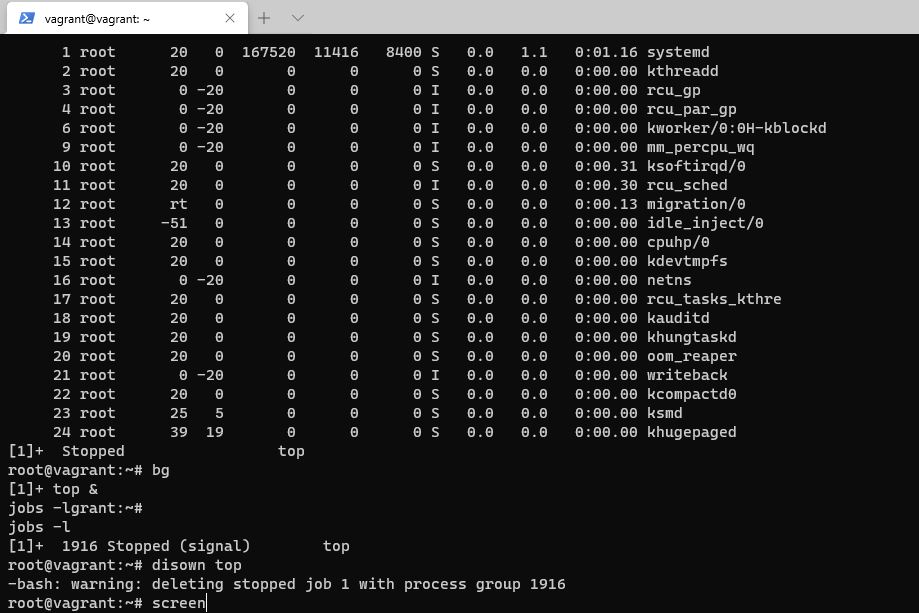 vagrant@vagrant: ~
1 root 20 0 167520 11416 8400 S 0.0 1.1 0:01.16 systemd
2 root 20 0 0 0 0 S 0.0 0.0 0:00.00 kthreadd
3 root 0 -20 0 0 0 I 0.0 0.0 0:00.00 rcu_gp
4 root 0 -20 0 0 0 I 0.0 0.0 0:00.00 rcu_par_gp
6 root 0 -20 0 0 0 I 0.0 0.0 0:00.00 kworker/0:0H-kblockd
9 root 0 -20 0 0 0 I 0.0 0.0 0:00.00 mm_percpu_wq
10 root 20 0 0 0 0 S 0.0 0.0 0:00.31 ksoftirqd/0
11 root 20 0 0 0 0 I 0.0 0.0 0:00.30 rcu_sched
12 root rt 0 0 0 0 S 0.0 0.0 0:00.13 migration/0
13 root -51 0 0 0 0 S 0.0 0.0 0:00.00 idle_inject/0
14 root 20 0 0 0 0 S 0.0 0.0 0:00.00 cpuhp/0
15 root 20 0 0 0 0 S 0.0 0.0 0:00.00 kdevtmpfs
16 root 0 -20 0 0 0 I 0.0 0.0 0:00.00 netns
17 root 20 0 0 0 0 S 0.0 0.0 0:00.00 rcu_tasks_kthre
18 root 20 0 0 0 0 S 0.0 0.0 0:00.00 kauditd
19 root 20 0 0 0 0 S 0.0 0.0 0:00.00 khungtaskd
20 root 20 0 0 0 0 S 0.0 0.0 0:00.00 oom_reaper
21 root 0 -20 0 0 0 I 0.0 0.0 0:00.00 writeback
22 root 20 0 0 0 0 S 0.0 0.0 0:00.00 kcompactd0
23 root 25 5 0 0 0 S 0.0 0.0 0:00.00 ksmd
24 root 39 19 0 0 0 S 0.0 0.0 0:00.00 khugepaged
[1]+  Stopped                 top
root@vagrant:~# bg
[1]+ top &
jobs -lgrant:~#
jobs -l
[1]+  1916 Stopped (signal)        top
root@vagrant:~# disown top
-bash: warning: deleting stopped job 1 with process group 1916
root@vagrant:~# screen